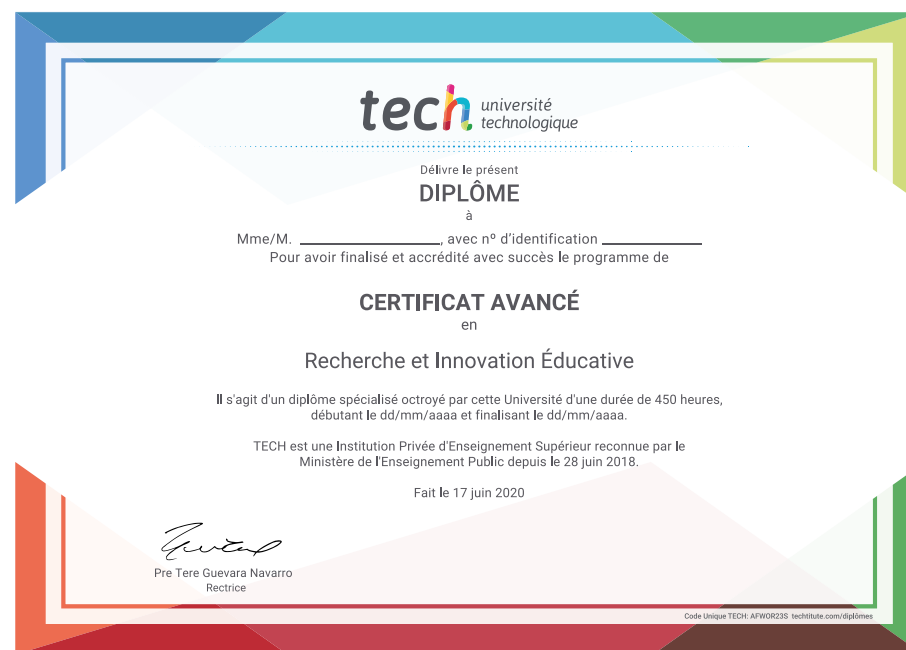 tech université
technologique
Délivre le présent
DIPLÔME
à
Mme/M. ____________________, avec nº d'identification ______________
Pour avoir finalisé et accrédité avec succès le programme de
CERTIFICAT AVANCÉ
en
Recherche et Innovation Éducative
Il s'agit d'un diplôme spécialisé octroyé par cette Université d'une durée de 450 heures,
débutant le dd/mm/aaaa et finalisant le dd/mm/aaaa.
TECH est une Institution Privée d'Enseignement Supérieur reconnue par le
Ministère de l'Enseignement Public depuis le 28 juin 2018.
Fait le 17 juin 2020
Pre Tere Guevara Navarro
Rectrice
Code Unique TECH: AFWOR23S techtitute.com/diplômes